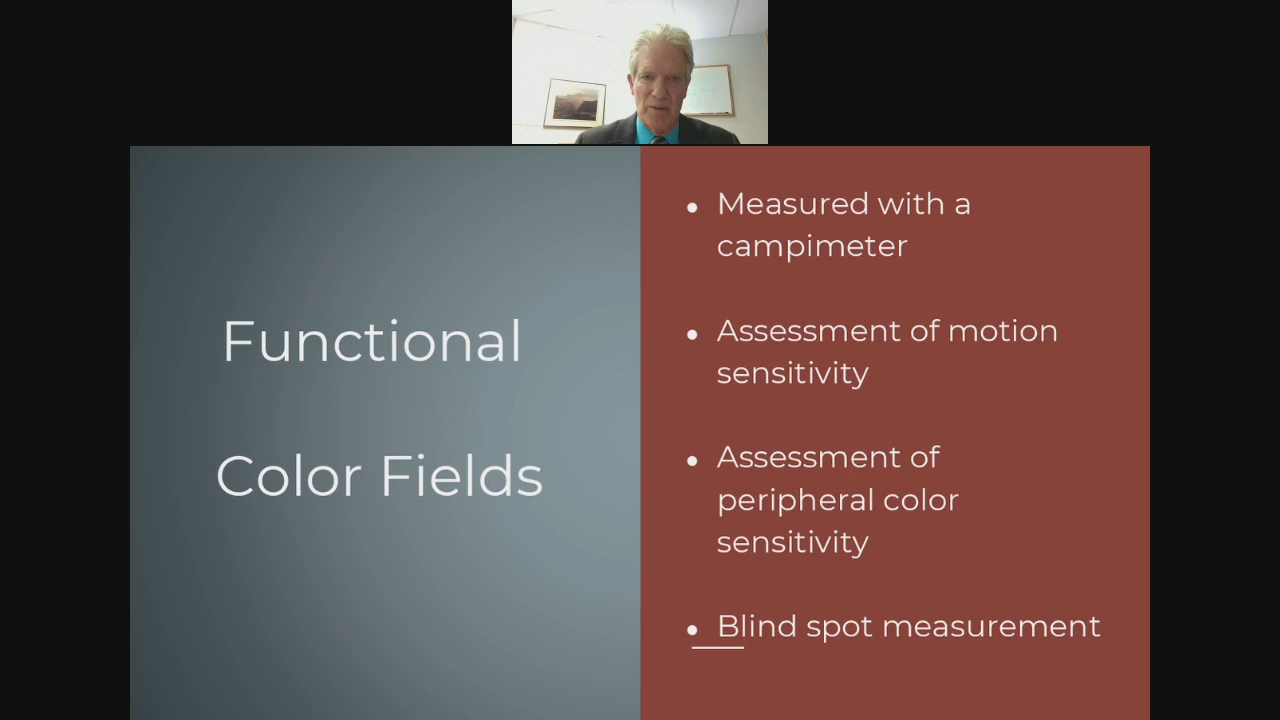 Functional
Color Fields
• Measured with a
campimeter
• Assessment of motion
sensitivity
• Assessment of
peripheral color
sensitivity
• Blind spot measurement